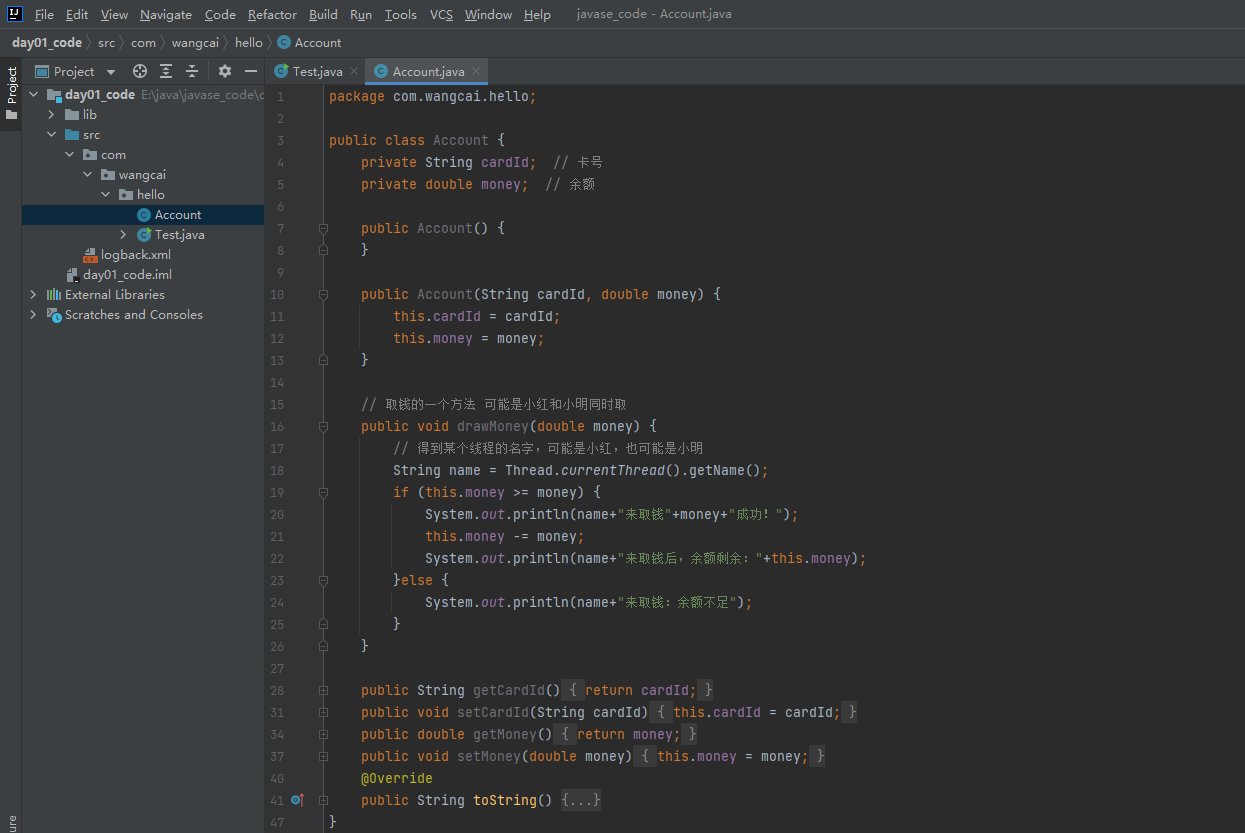 File Edit View Navigate Code Refactor Build Run Tools VCS Window Help javase_code - Account.java
day01_code src com wangcai hello Account
Project
Project
Test.java Account.java
day01_code E:\java\javase_code\c
lib
src
com
wangcai
hello
Account
Test.java
logback.xml
day01_code.iml
External Libraries
Scratches and Consoles
ure
1 package com.wangcai.hello;
2
3 public class Account {
4 private String cardId; // 卡号
5 private double money; // 余额
6
7 public Account() {
8 }
9
10 public Account(String cardId, double money) {
11 this.cardId = cardId;
12 this.money = money;
13 }
14
15 // 取钱的一个方法 可能是小红和小明同时取
16 public void drawMoney(double money) {
17 // 得到某个线程的名字，可能是小红，也可能是小明
18 String name = Thread.currentThread().getName();
19 if (this.money >= money) {
20 System.out.println(name+"来取钱"+money+"成功！");
21 this.money -= money;
22 System.out.println(name+"来取钱后，余额剩余："+this.money);
23 }else {
24 System.out.println(name+"来取钱：余额不足");
25 }
26 }
27
28 public String getCardId() { return cardId; }
31 public void setCardId(String cardId) { this.cardId = cardId; }
34 public double getMoney() { return money; }
37 public void setMoney(double money) { this.money = money; }
40 @Override
41 public String toString() {...}
47 }